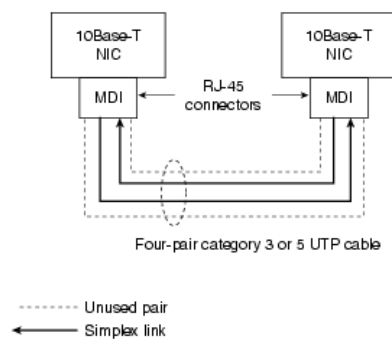 10Base-T
NIC
10Base-T
NIC
MDI
RJ-45
connectors
MDI
Four-pair category 3 or 5 UTP cable
Unused pair
Simplex link